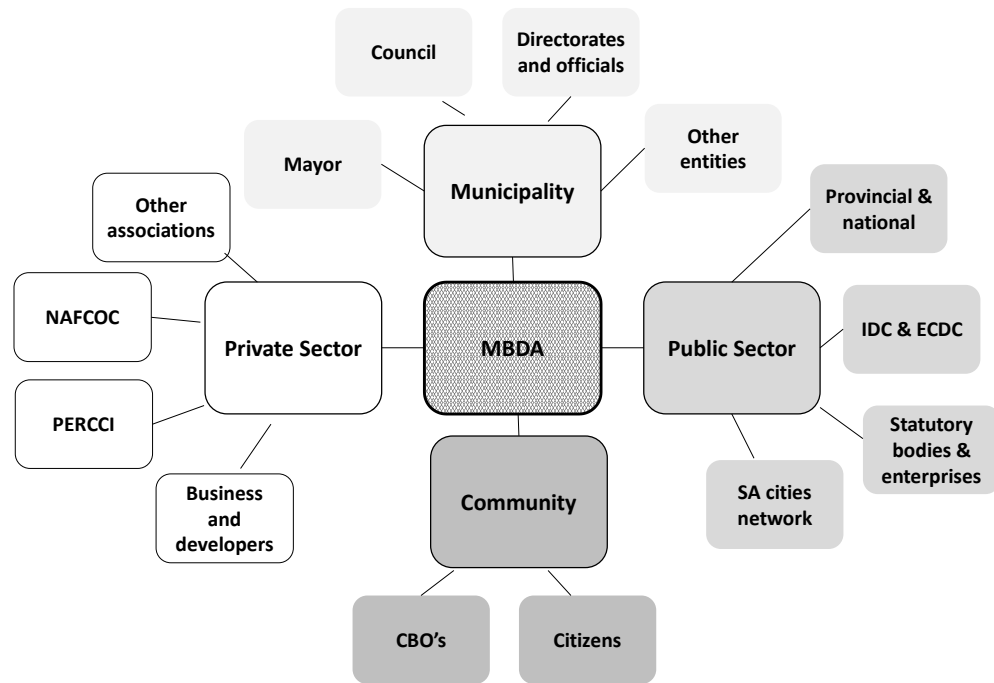 Council
Directorates
and officials
Mayor
Municipality
Other
entities
Other
associations
Provincial &
national
NAFCOC
Private Sector
MBDA
Public Sector
IDC & ECDC
PERCCI
Statutory
bodies &
enterprises
Business
and
developers
Community
SA cities
network
CBO's
Citizens